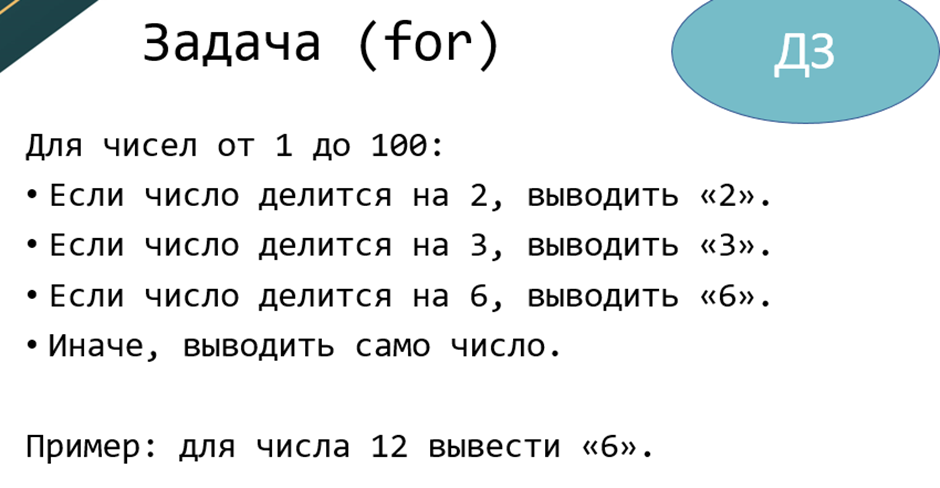 Задача (for)
ДЗ
Для чисел от 1 до 100:
• Если число делится на 2, выводить «2».
• Если число делится на 3, выводить «3».
• Если число делится на 6, выводить «6».
• Иначе, выводить само число.
Пример: для числа 12 вывести «6».